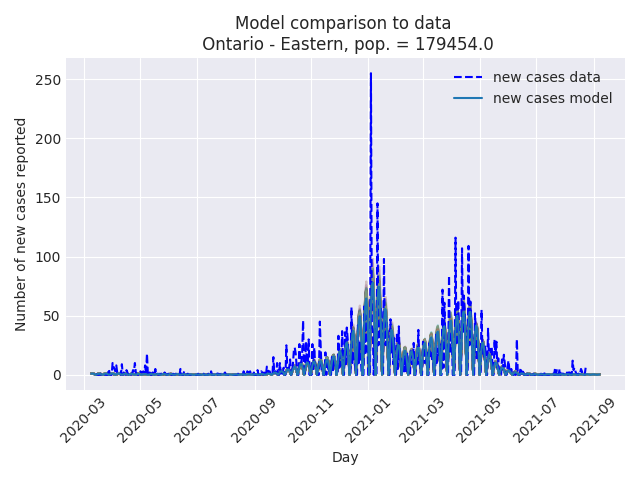 Model comparison to data
Ontario - Eastern, pop. = 179454.0
new cases data
new cases model
Number of new cases reported
250
200
150
100
50
0
2020-03
2020-05
2020-07
2020-09
2020-11
2021-01
2021-03
2021-05
2021-07
2021-09
Day